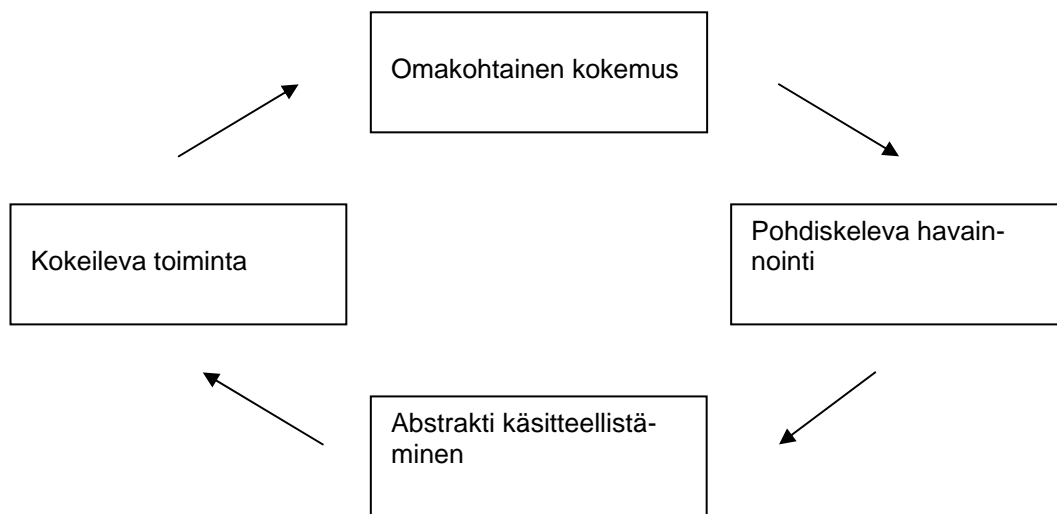 Omakohtainen kokemus
Pohdiskeleva havain-
nointi
Kokeileva toiminta
Abstrakti käsitteellistä-
minen